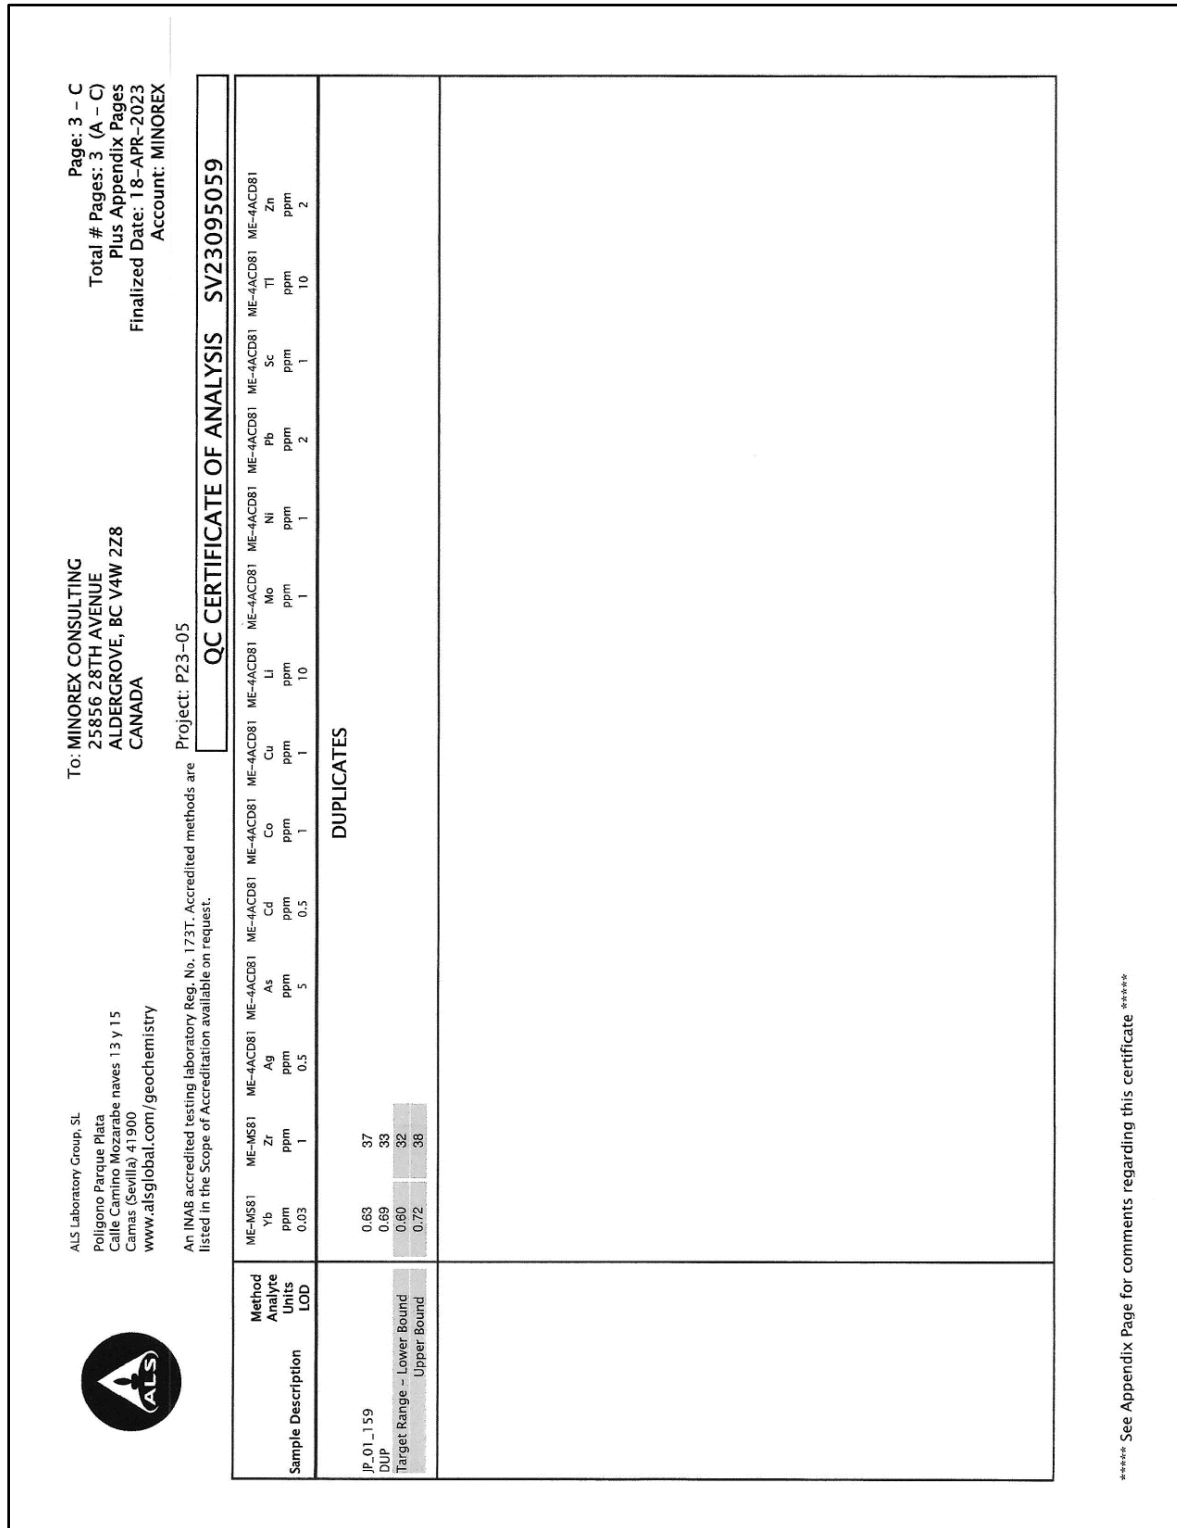 ALS
ALS Laboratory Group, SL
Poligono Parque Plata
Calle Camino Mozarabe naves 13 y 15
Camas (Sevilla) 41900
www.alsglobal.com/geochemistry
To: MINOREX CONSULTING
25856 28TH AVENUE
ALDERGROVE, BC V4W 2Z8
CANADA
Page: 3 – C
Total # Pages: 3 (A – C)
Plus Appendix Pages
Finalized Date: 18–APR–2023
Account: MINOREX
An INAB accredited testing laboratory Reg. No. 173T. Accredited methods are
listed in the Scope of Accreditation available on request.
Project: P23–05
QC CERTIFICATE OF ANALYSIS SV23095059
Method ME–MS81 ME–MS81 ME–4ACD81 ME–4ACD81 ME–4ACD81 ME–4ACD81 ME–4ACD81 ME–4ACD81 ME–4ACD81 ME–4ACD81 ME–4ACD81 ME–4ACD81 ME–4ACD81 ME–4ACD81
Analyte Yb Zr Ag As Cd Co Cu Li Mo Ni Pb Sc Tl Zn
Units ppm ppm ppm ppm ppm ppm ppm ppm ppm ppm ppm ppm ppm ppm
Sample Description LOD 0.03 1 0.5 5 0.5 1 1 10 1 1 2 1 10 2
DUPLICATES
JP_01_159 0.63 37
DUP 0.69 33
Target Range – Lower Bound 0.60 32
Upper Bound 0.72 38
***** See Appendix Page for comments regarding this certificate *****